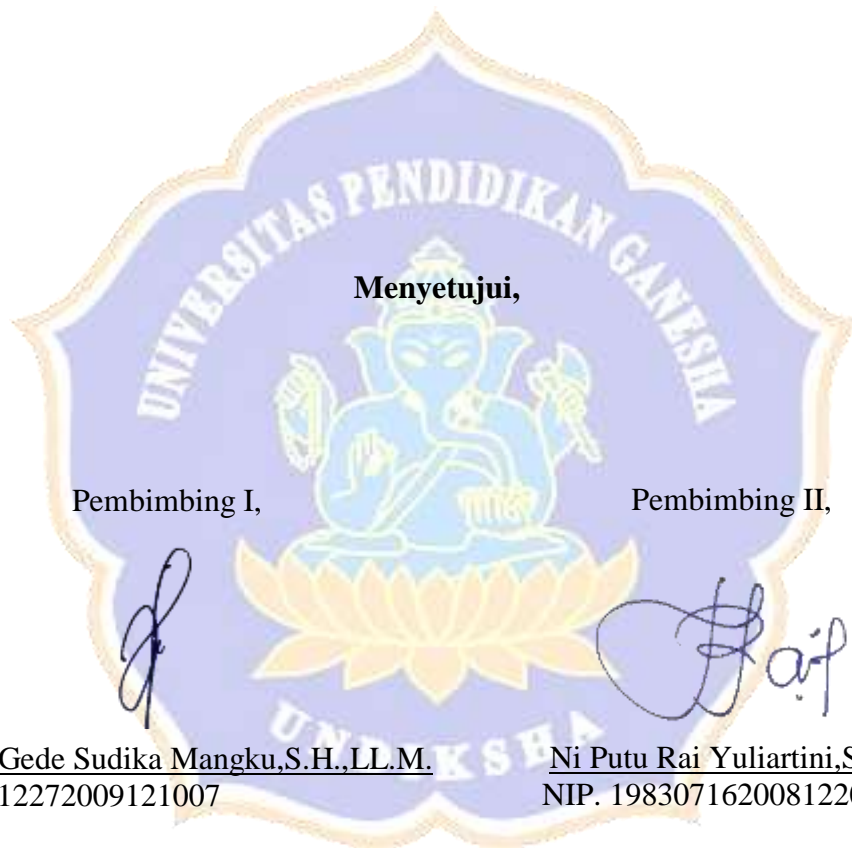 UNIVERSITAS PENDIDIKAN GANESHA
Menyetujui,
Pembimbing I,
Pembimbing II,
Gede Sudika Mangku,S.H.,LL.M.
12272009121007
Ni Putu Rai Yuliartini,S
NIP. 198307162008122
UNDIKSHA